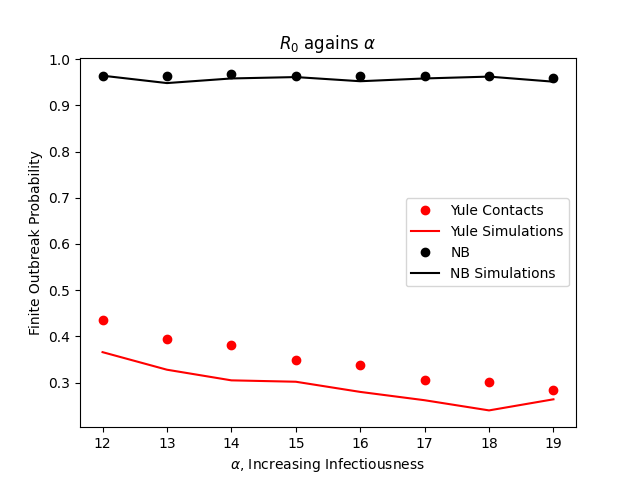 R₀ agains α
Finite Outbreak Probability
1.0
0.9
0.8
0.7
0.6
0.5
0.4
0.3
Yule Contacts
Yule Simulations
NB
NB Simulations
12 13 14 15 16 17 18 19
α, Increasing Infectiousness